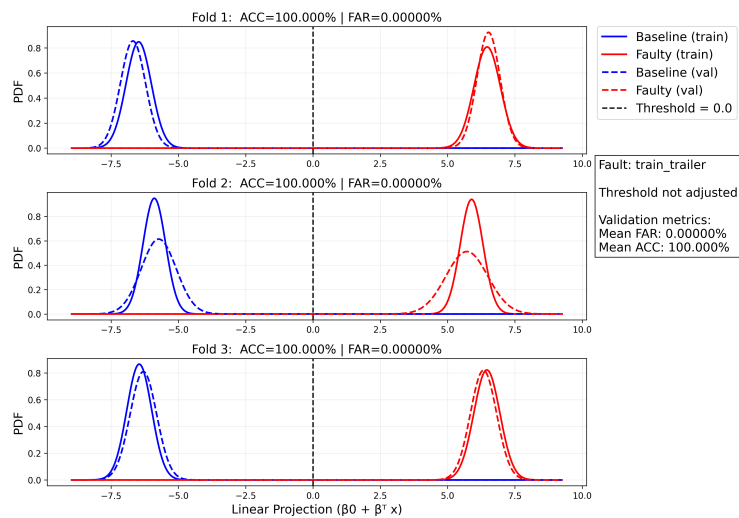 Fold 1:  ACC=100.000% | FAR=0.00000%
PDF
0.8
0.6
0.4
0.2
0.0
−7.5
−5.0
−2.5
0.0
2.5
5.0
7.5
10.0
Baseline (train)
Faulty (train)
Baseline (val)
Faulty (val)
Threshold = 0.0
Fault: train_trailer
Threshold not adjusted
Validation metrics:
Mean FAR: 0.00000%
Mean ACC: 100.000%
Fold 2:  ACC=100.000% | FAR=0.00000%
PDF
0.8
0.6
0.4
0.2
0.0
−7.5
−5.0
−2.5
0.0
2.5
5.0
7.5
10.0
Fold 3:  ACC=100.000% | FAR=0.00000%
PDF
0.8
0.6
0.4
0.2
0.0
−7.5
−5.0
−2.5
0.0
2.5
5.0
7.5
10.0
Linear Projection (β0 + βᵀ x)